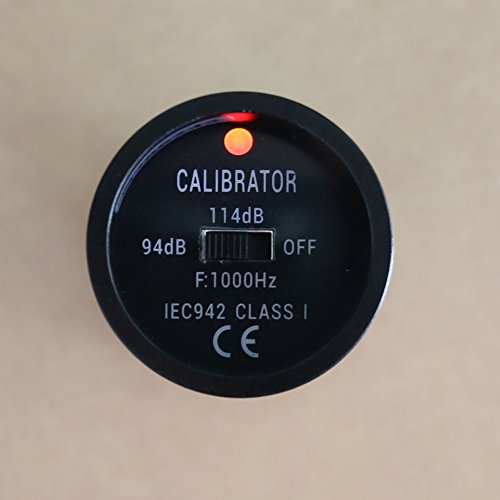 CALIBRATOR
114dB
94dB OFF
F:1000Hz
IEC942 CLASS I
CE